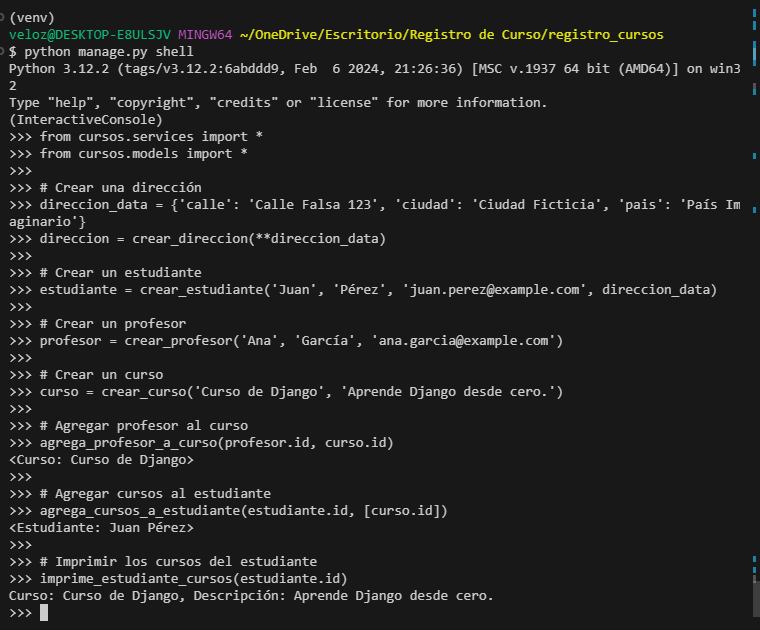 (venv)
veloz@DESKTOP-E8ULSJV MINGW64 ~/OneDrive/Escritorio/Registro de Curso/registro_cursos
$ python manage.py shell
Python 3.12.2 (tags/v3.12.2:6abddd9, Feb  6 2024, 21:26:36) [MSC v.1937 64 bit (AMD64)] on win3
2
Type "help", "copyright", "credits" or "license" for more information.
(InteractiveConsole)
>>> from cursos.services import *
>>> from cursos.models import *
>>>
>>> # Crear una dirección
>>> direccion_data = {'calle': 'Calle Falsa 123', 'ciudad': 'Ciudad Ficticia', 'pais': 'País Im
aginario'}
>>> direccion = crear_direccion(**direccion_data)
>>>
>>> # Crear un estudiante
>>> estudiante = crear_estudiante('Juan', 'Pérez', 'juan.perez@example.com', direccion_data)
>>>
>>> # Crear un profesor
>>> profesor = crear_profesor('Ana', 'García', 'ana.garcia@example.com')
>>>
>>> # Crear un curso
>>> curso = crear_curso('Curso de Django', 'Aprende Django desde cero.')
>>>
>>> # Agregar profesor al curso
>>> agrega_profesor_a_curso(profesor.id, curso.id)
<Curso: Curso de Django>
>>>
>>> # Agregar cursos al estudiante
>>> agrega_cursos_a_estudiante(estudiante.id, [curso.id])
<Estudiante: Juan Pérez>
>>>
>>> # Imprimir los cursos del estudiante
>>> imprime_estudiante_cursos(estudiante.id)
Curso: Curso de Django, Descripción: Aprende Django desde cero.
>>>